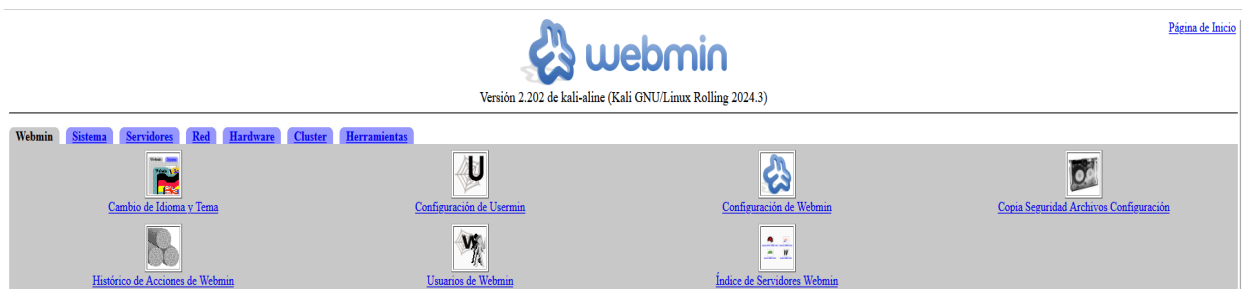 Página de Inicio
webmin
Versión 2.202 de kali-aline (Kali GNU/Linux Rolling 2024.3)
Webmin Sistema Servidores Red Hardware Cluster Herramientas
Cambio de Idioma y Tema Configuración de Usermin Configuración de Webmin Copia Seguridad Archivos Configuración
Histórico de Acciones de Webmin Usuarios de Webmin Índice de Servidores Webmin